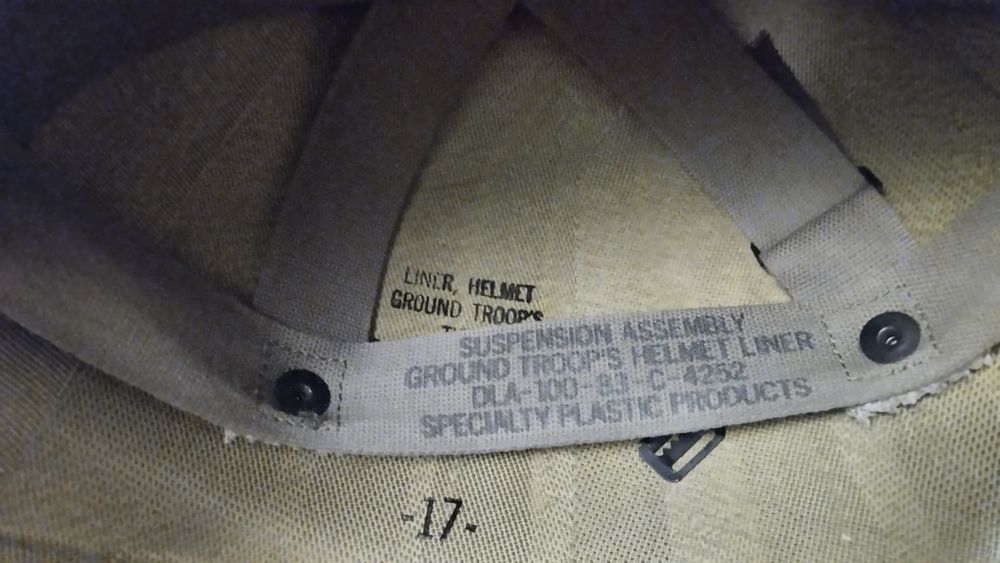 LINER, HELMET
GROUND TROOP'S
SUSPENSION ASSEMBLY
GROUND TROOP'S HELMET LINER
DLA-100-83-C-4252
SPECIALTY PLASTIC PRODUCTS
-17-